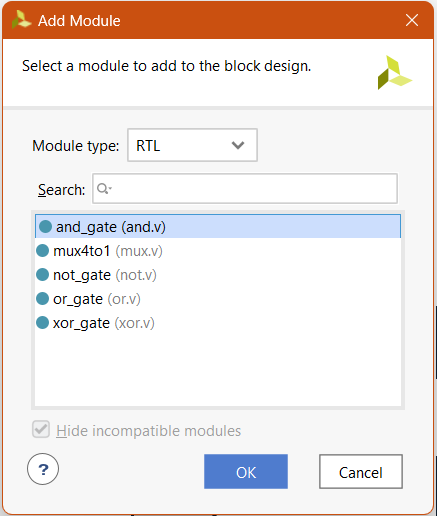 Add Module
Select a module to add to the block design.
Module type: RTL
Search:
and_gate (and.v)
mux4to1 (mux.v)
not_gate (not.v)
or_gate (or.v)
xor_gate (xor.v)
Hide incompatible modules
? OK Cancel